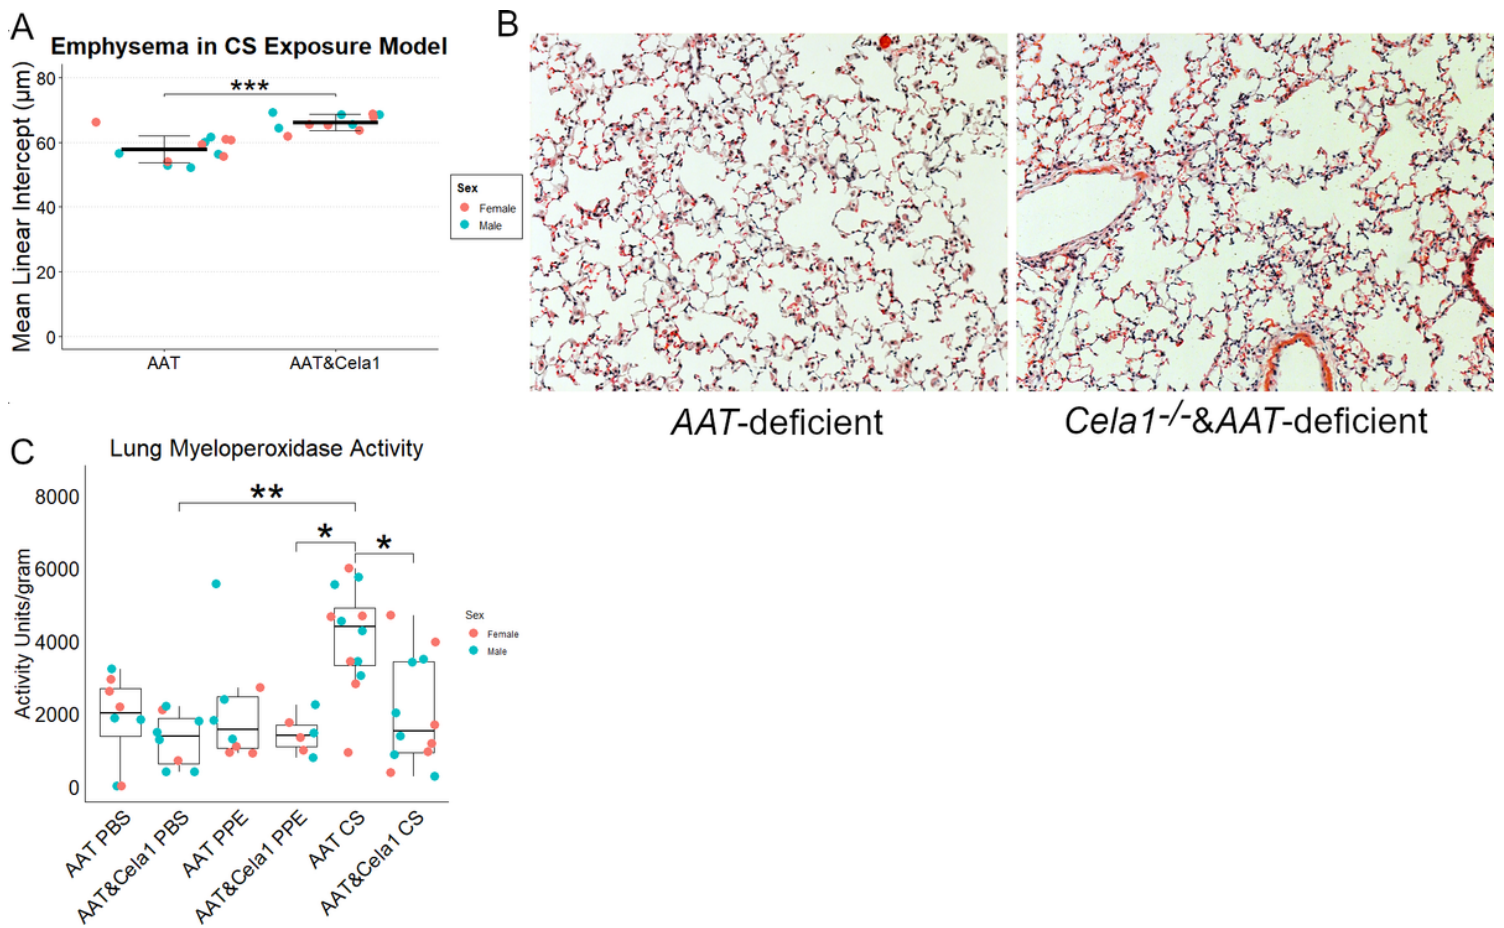 A
Emphysema in CS Exposure Model
Mean Linear Intercept (µm)
80
60
40
20
0
***
AAT
AAT&Cela1
Sex
Female
Male
B
AAT-deficient
Cela1-/-&AAT-deficient
C
Lung Myeloperoxidase Activity
Activity Units/gram
8000
6000
4000
2000
0
**
*
*
AAT PBS
AAT&Cela1 PBS
AAT PPE
AAT&Cela1 PPE
AAT CS
AAT&Cela1 CS
Sex
Female
Male